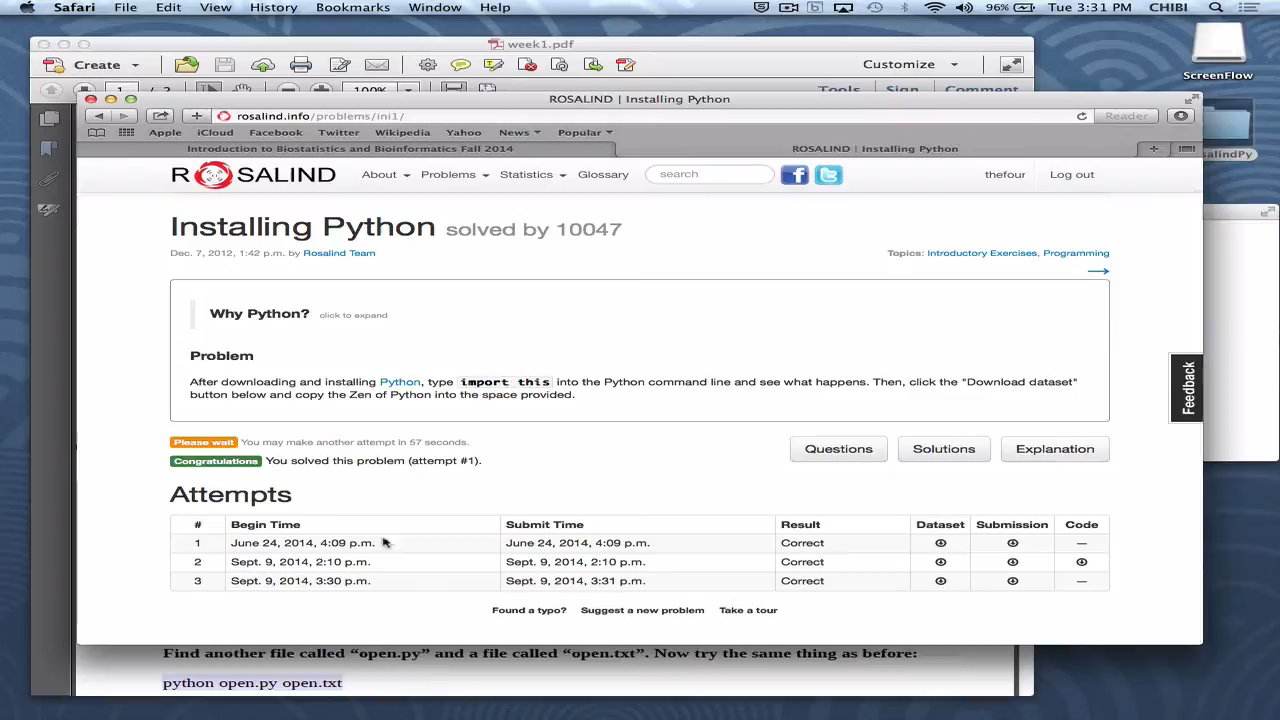 Safari File Edit View History Bookmarks Window Help 96% Tue 3:31 PM CHIBI
week1.pdf
Create Customize
1 100% Tools Sign Comment
ROSALIND | Installing Python
rosalind.info/problems/ini1/ Reader
Apple iCloud Facebook Twitter Wikipedia Yahoo News Popular
Introduction to Biostatistics and Bioinformatics Fall 2014 ROSALIND | Installing Python
ROSALIND About Problems Statistics Glossary search thefour Log out
Installing Python solved by 10047
Dec. 7, 2012, 1:42 p.m. by Rosalind Team Topics: Introductory Exercises, Programming
Why Python? click to expand
Problem
After downloading and installing Python, type import this into the Python command line and see what happens. Then, click the "Download dataset"
button below and copy the Zen of Python into the space provided.
Please wait You may make another attempt in 57 seconds.
Congratulations You solved this problem (attempt #1).
Questions Solutions Explanation
Attempts
# Begin Time Submit Time Result Dataset Submission Code
1 June 24, 2014, 4:09 p.m. June 24, 2014, 4:09 p.m. Correct —
2 Sept. 9, 2014, 2:10 p.m. Sept. 9, 2014, 2:10 p.m. Correct
3 Sept. 9, 2014, 3:30 p.m. Sept. 9, 2014, 3:31 p.m. Correct —
Found a typo? Suggest a new problem Take a tour
Feedback
Find another file called “open.py” and a file called “open.txt”. Now try the same thing as before:
python open.py open.txt
ScreenFlow
salindPy